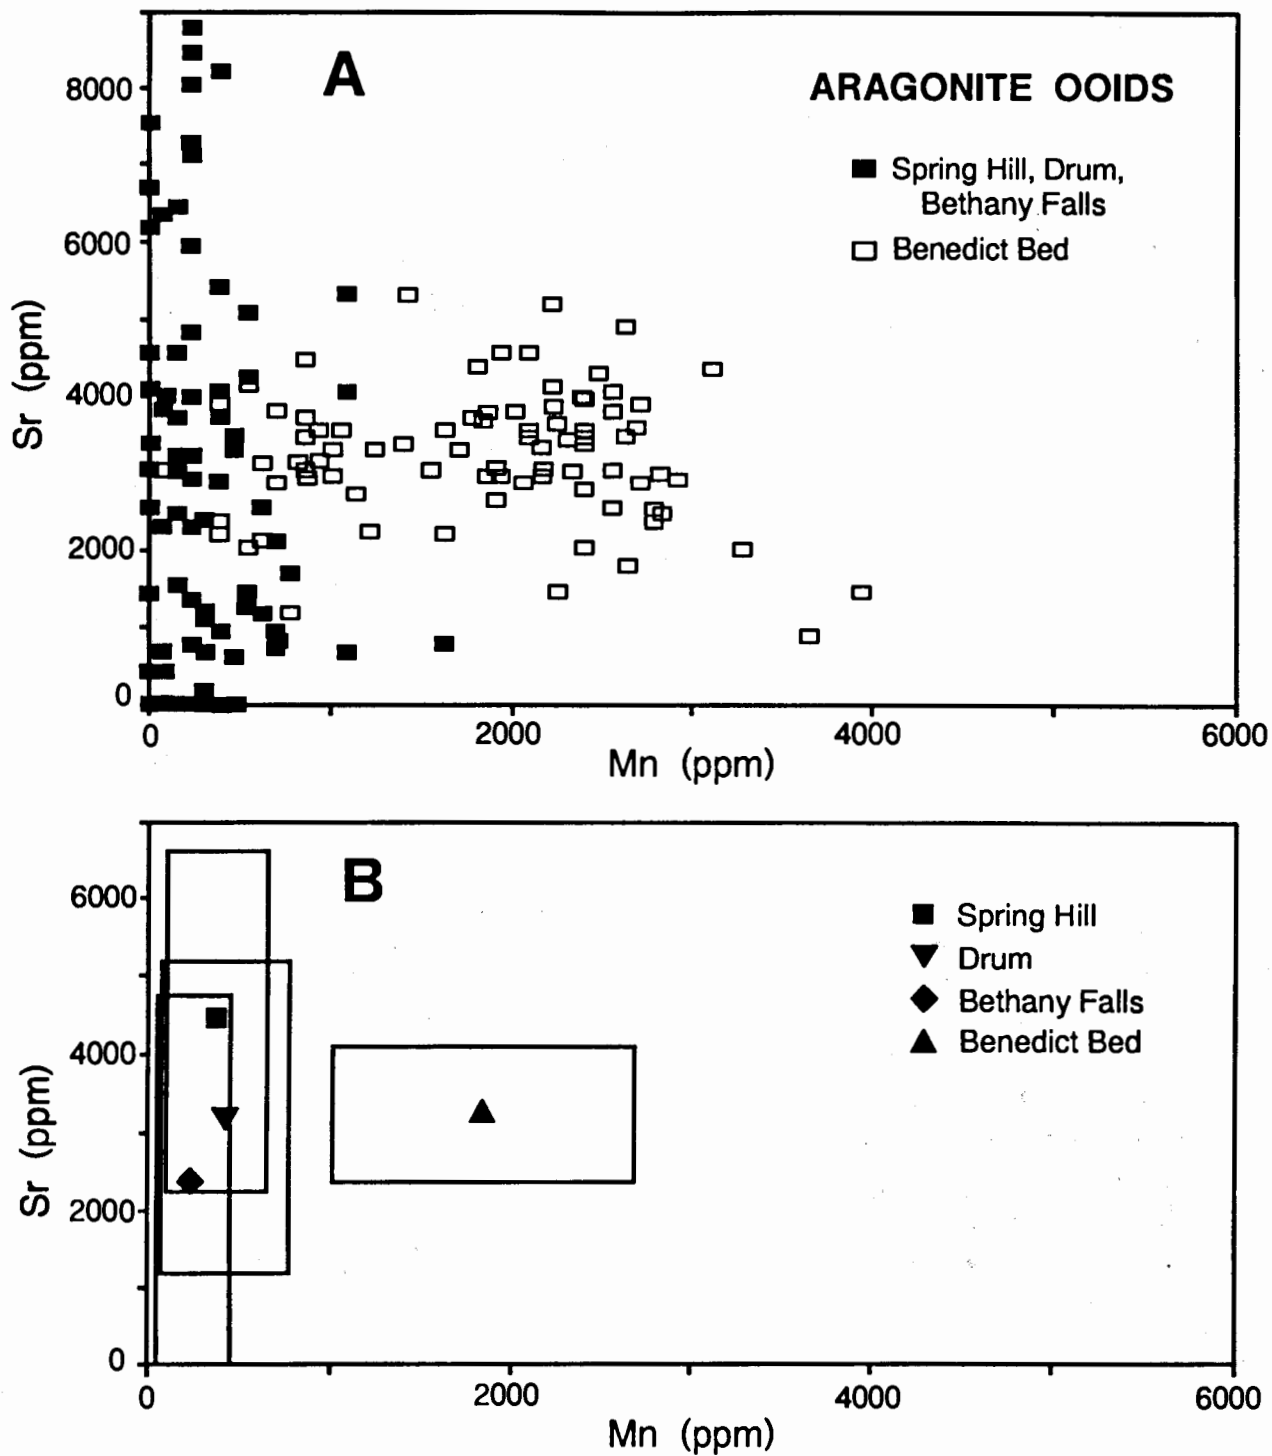 A
ARAGONITE OOIDS
Spring Hill, Drum,
Bethany Falls
Benedict Bed
8000
6000
4000
2000
0
Sr (ppm)
0 2000 4000 6000
Mn (ppm)
B
Spring Hill
Drum
Bethany Falls
Benedict Bed
6000
4000
2000
0
Sr (ppm)
0 2000 4000 6000
Mn (ppm)